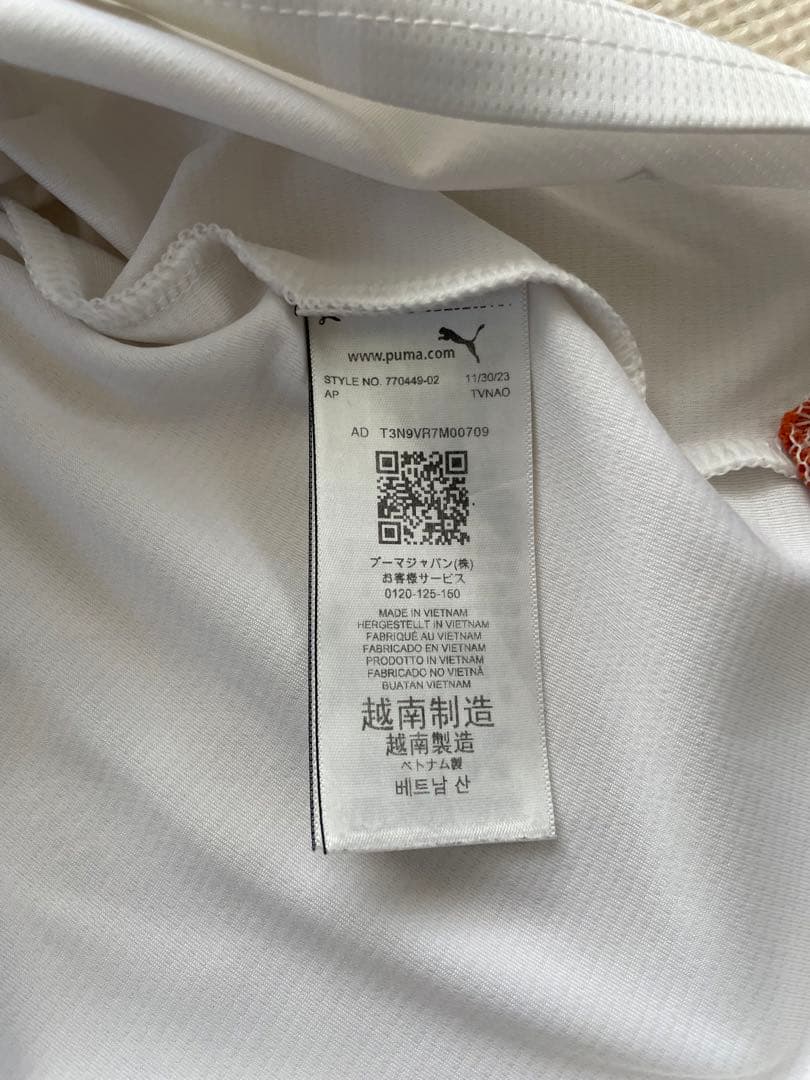 www.puma.com
STYLE NO. 770449-02 11/30/23
AP TVNAO
AD T3N9VR7M00709
プーマジャパン(株)
お客様サービス
0120-125-150
MADE IN VIETNAM
HERGESTELLT IN VIETNAM
FABRIQUÉ AU VIETNAM
FABRICADO EN VIETNAM
PRODOTTO IN VIETNAM
FABRICADO NO VIETNÃ
BUATAN VIETNAM
越南制造
越南製造
ベトナム製
베트남 산